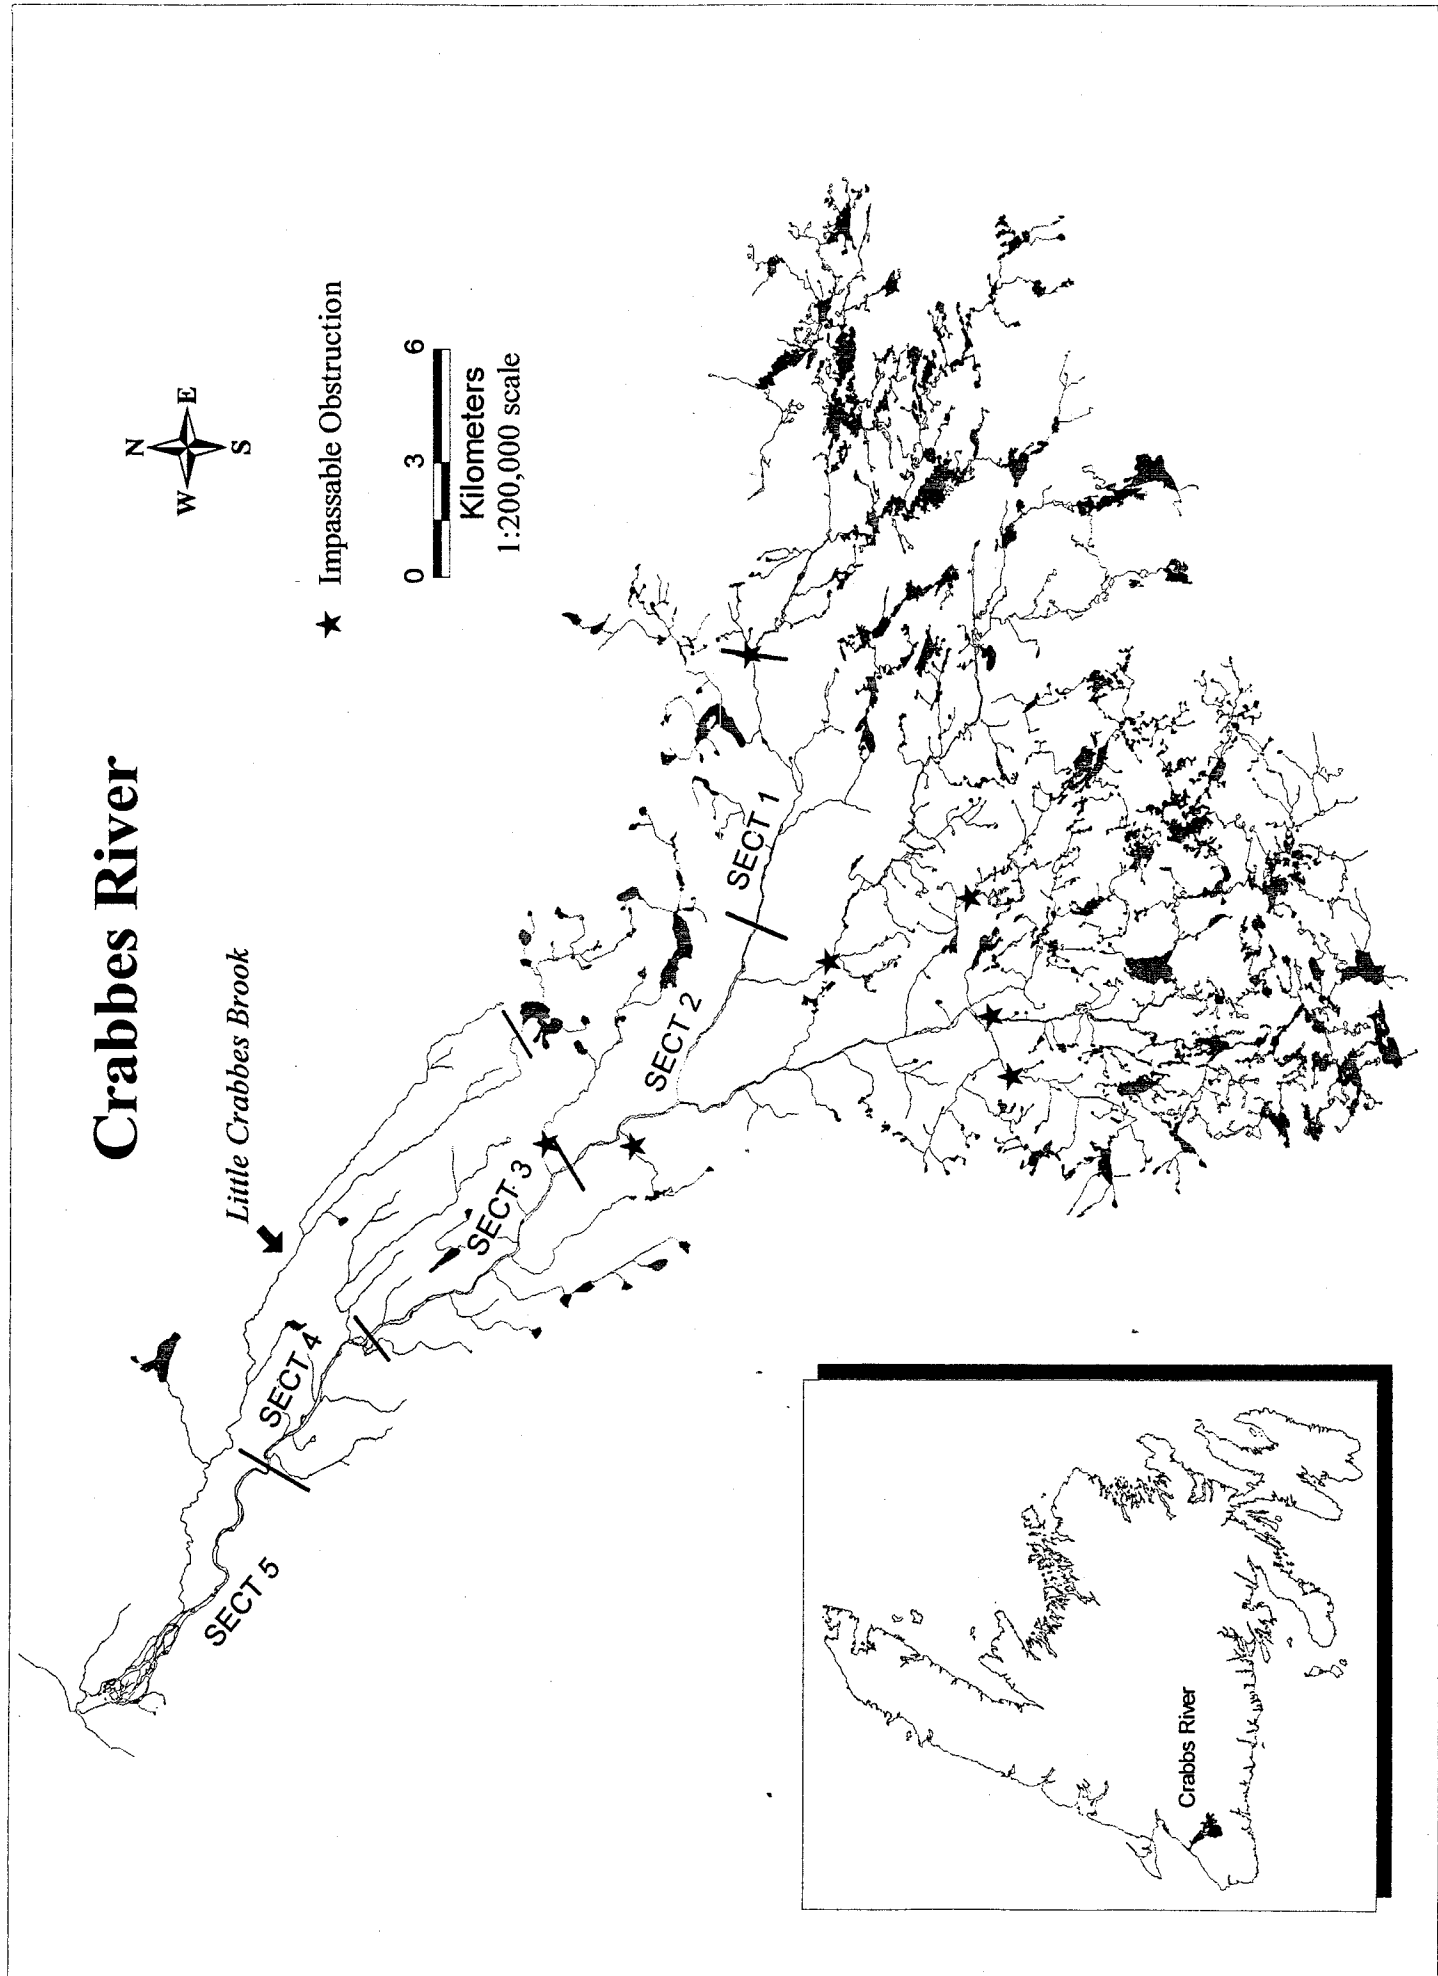 Crabbes River
N
W E
S
★ Impassable Obstruction
0 3 6
Kilometers
1:200,000 scale
Little Crabbes Brook
SECT 1
SECT 2
SECT 3
SECT 4
SECT 5
Crabbs River